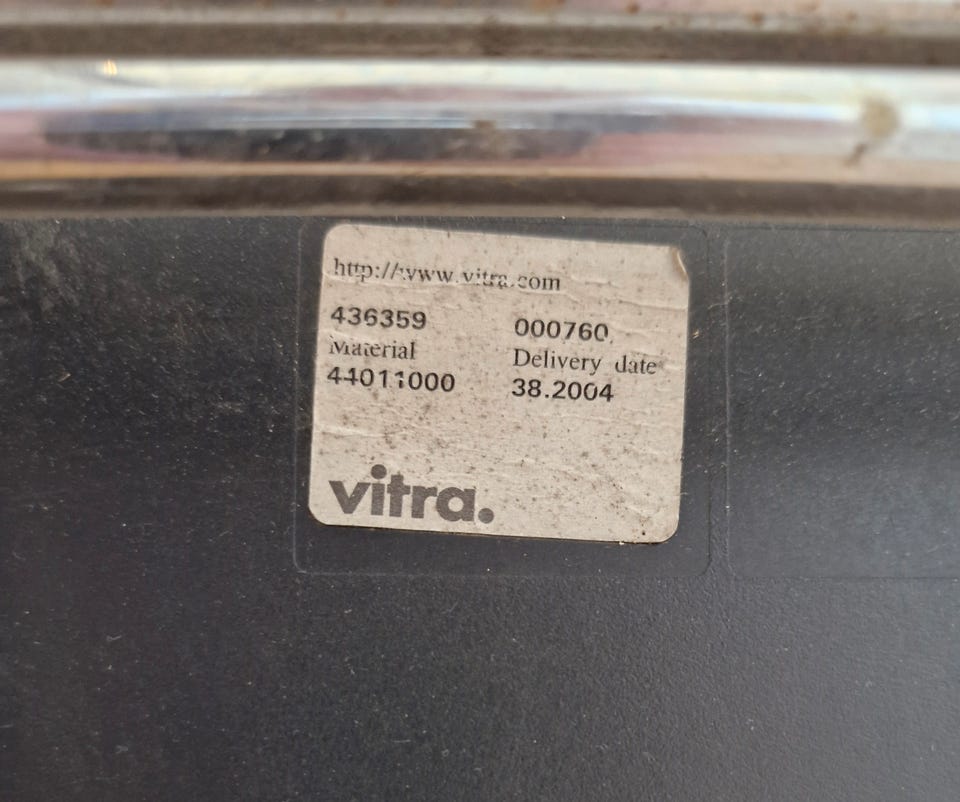 http://www.vitra.com
436359 000760
Material Delivery date
44011000 38.2004
vitra.